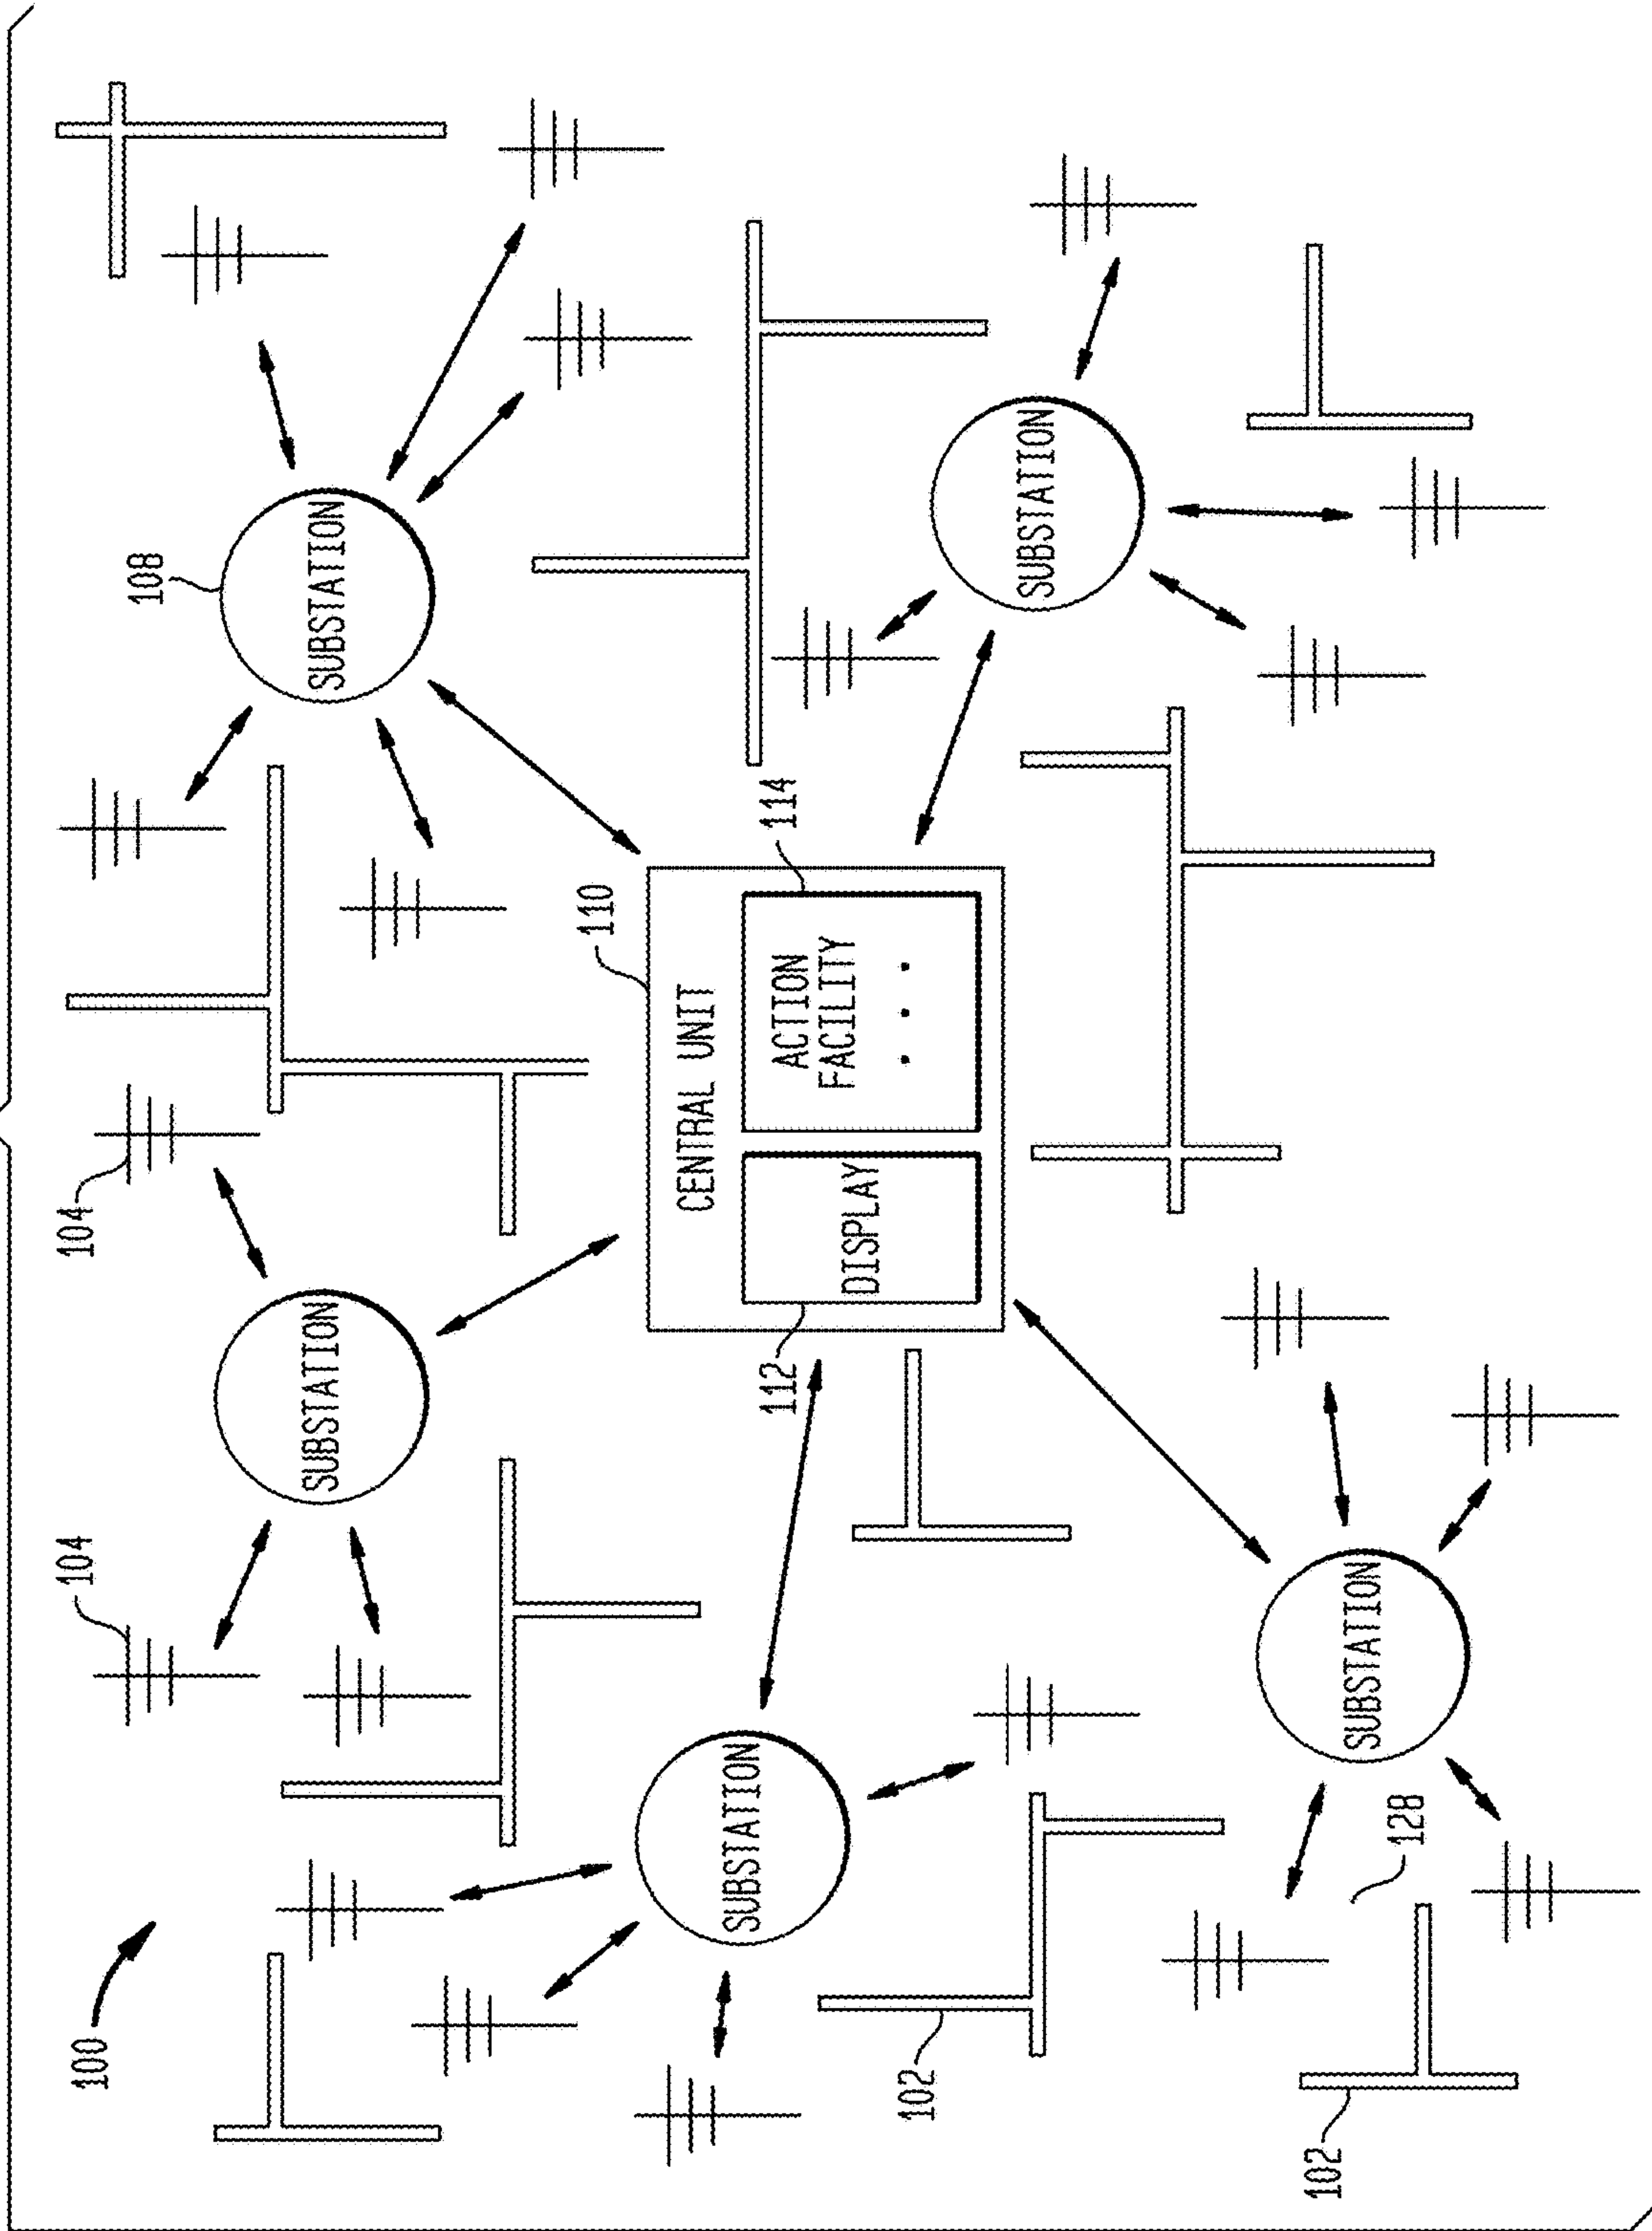 100
104
104
108
SUBSTATION
SUBSTATION
110
CENTRAL UNIT
SUBSTATION
112
114
DISPLAY
ACTION
FACILITY
. . .
102
SUBSTATION
102
SUBSTATION
128